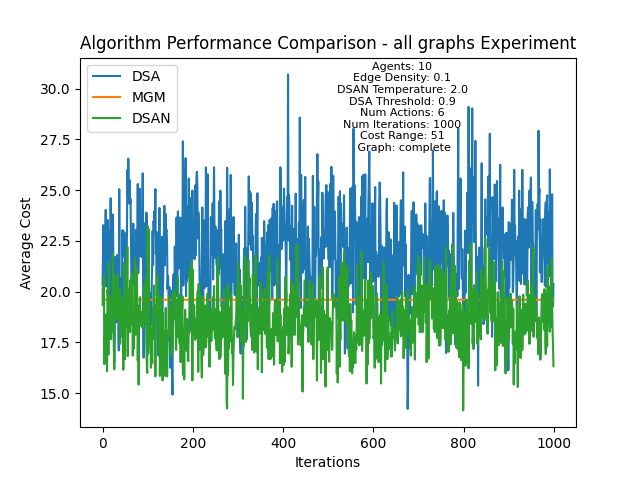 Algorithm Performance Comparison - all graphs Experiment
DSA
MGM
DSAN
Agents: 10
Edge Density: 0.1
DSAN Temperature: 2.0
DSA Threshold: 0.9
Num Actions: 6
Num Iterations: 1000
Cost Range: 51
Graph: complete
30.0
27.5
25.0
22.5
20.0
17.5
15.0
Average Cost
0 200 400 600 800 1000
Iterations